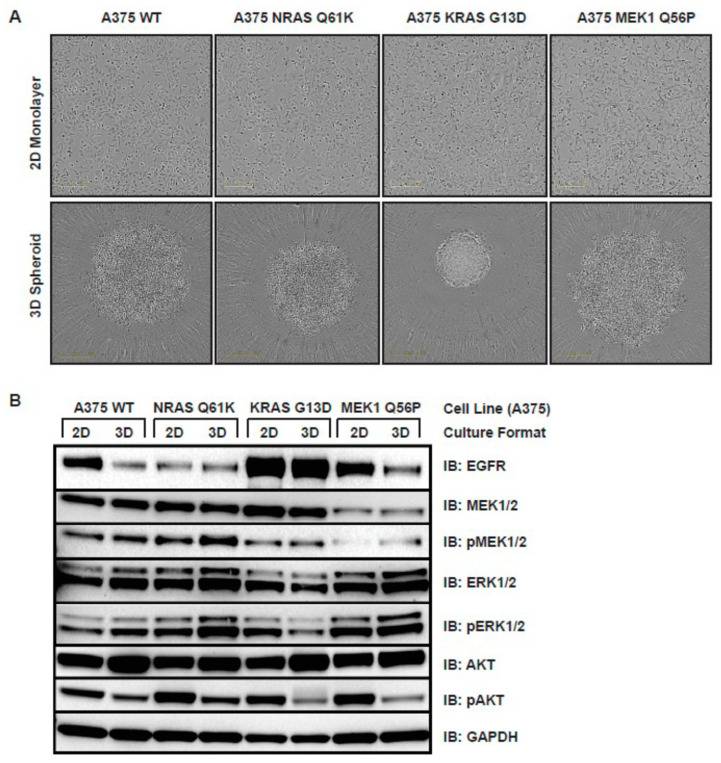 A
A375 WT A375 NRAS Q61K A375 KRAS G13D A375 MEK1 Q56P
2D Monolayer
3D Spheroid
B
A375 WT NRAS Q61K KRAS G13D MEK1 Q56P Cell Line (A375)
2D 3D 2D 3D 2D 3D 2D 3D Culture Format
IB: EGFR
IB: MEK1/2
IB: pMEK1/2
IB: ERK1/2
IB: pERK1/2
IB: AKT
IB: pAKT
IB: GAPDH